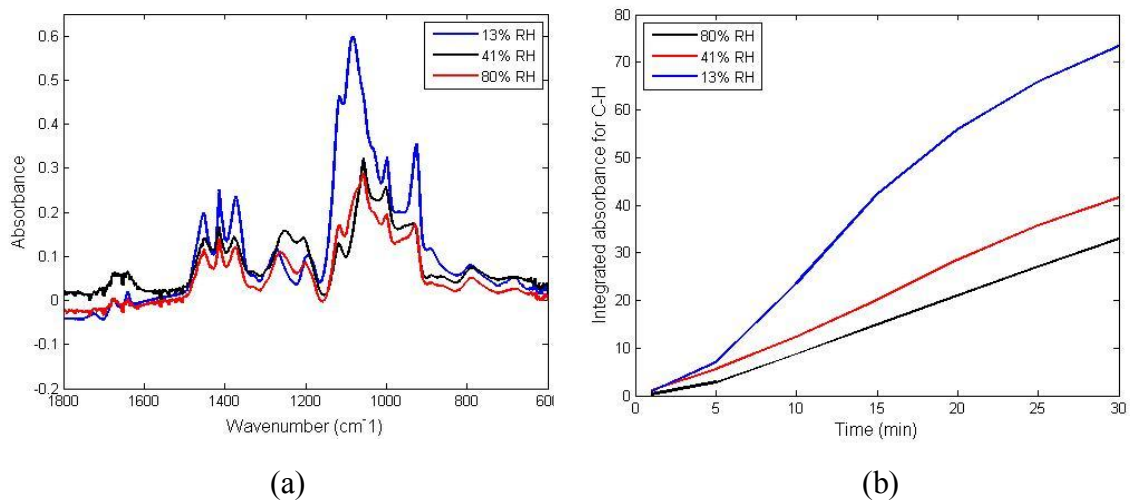 0.6
0.5
0.4
0.3
0.2
0.1
0
-0.1
-0.2
Absorbance
13% RH
41% RH
80% RH
1800
1600
1400
1200
1000
800
600
Wavenumber (cm⁻1)
(a)
80
70
60
50
40
30
20
10
0
Integrated absorbance for C-H
80% RH
41% RH
13% RH
0
5
10
15
20
25
30
Time (min)
(b)